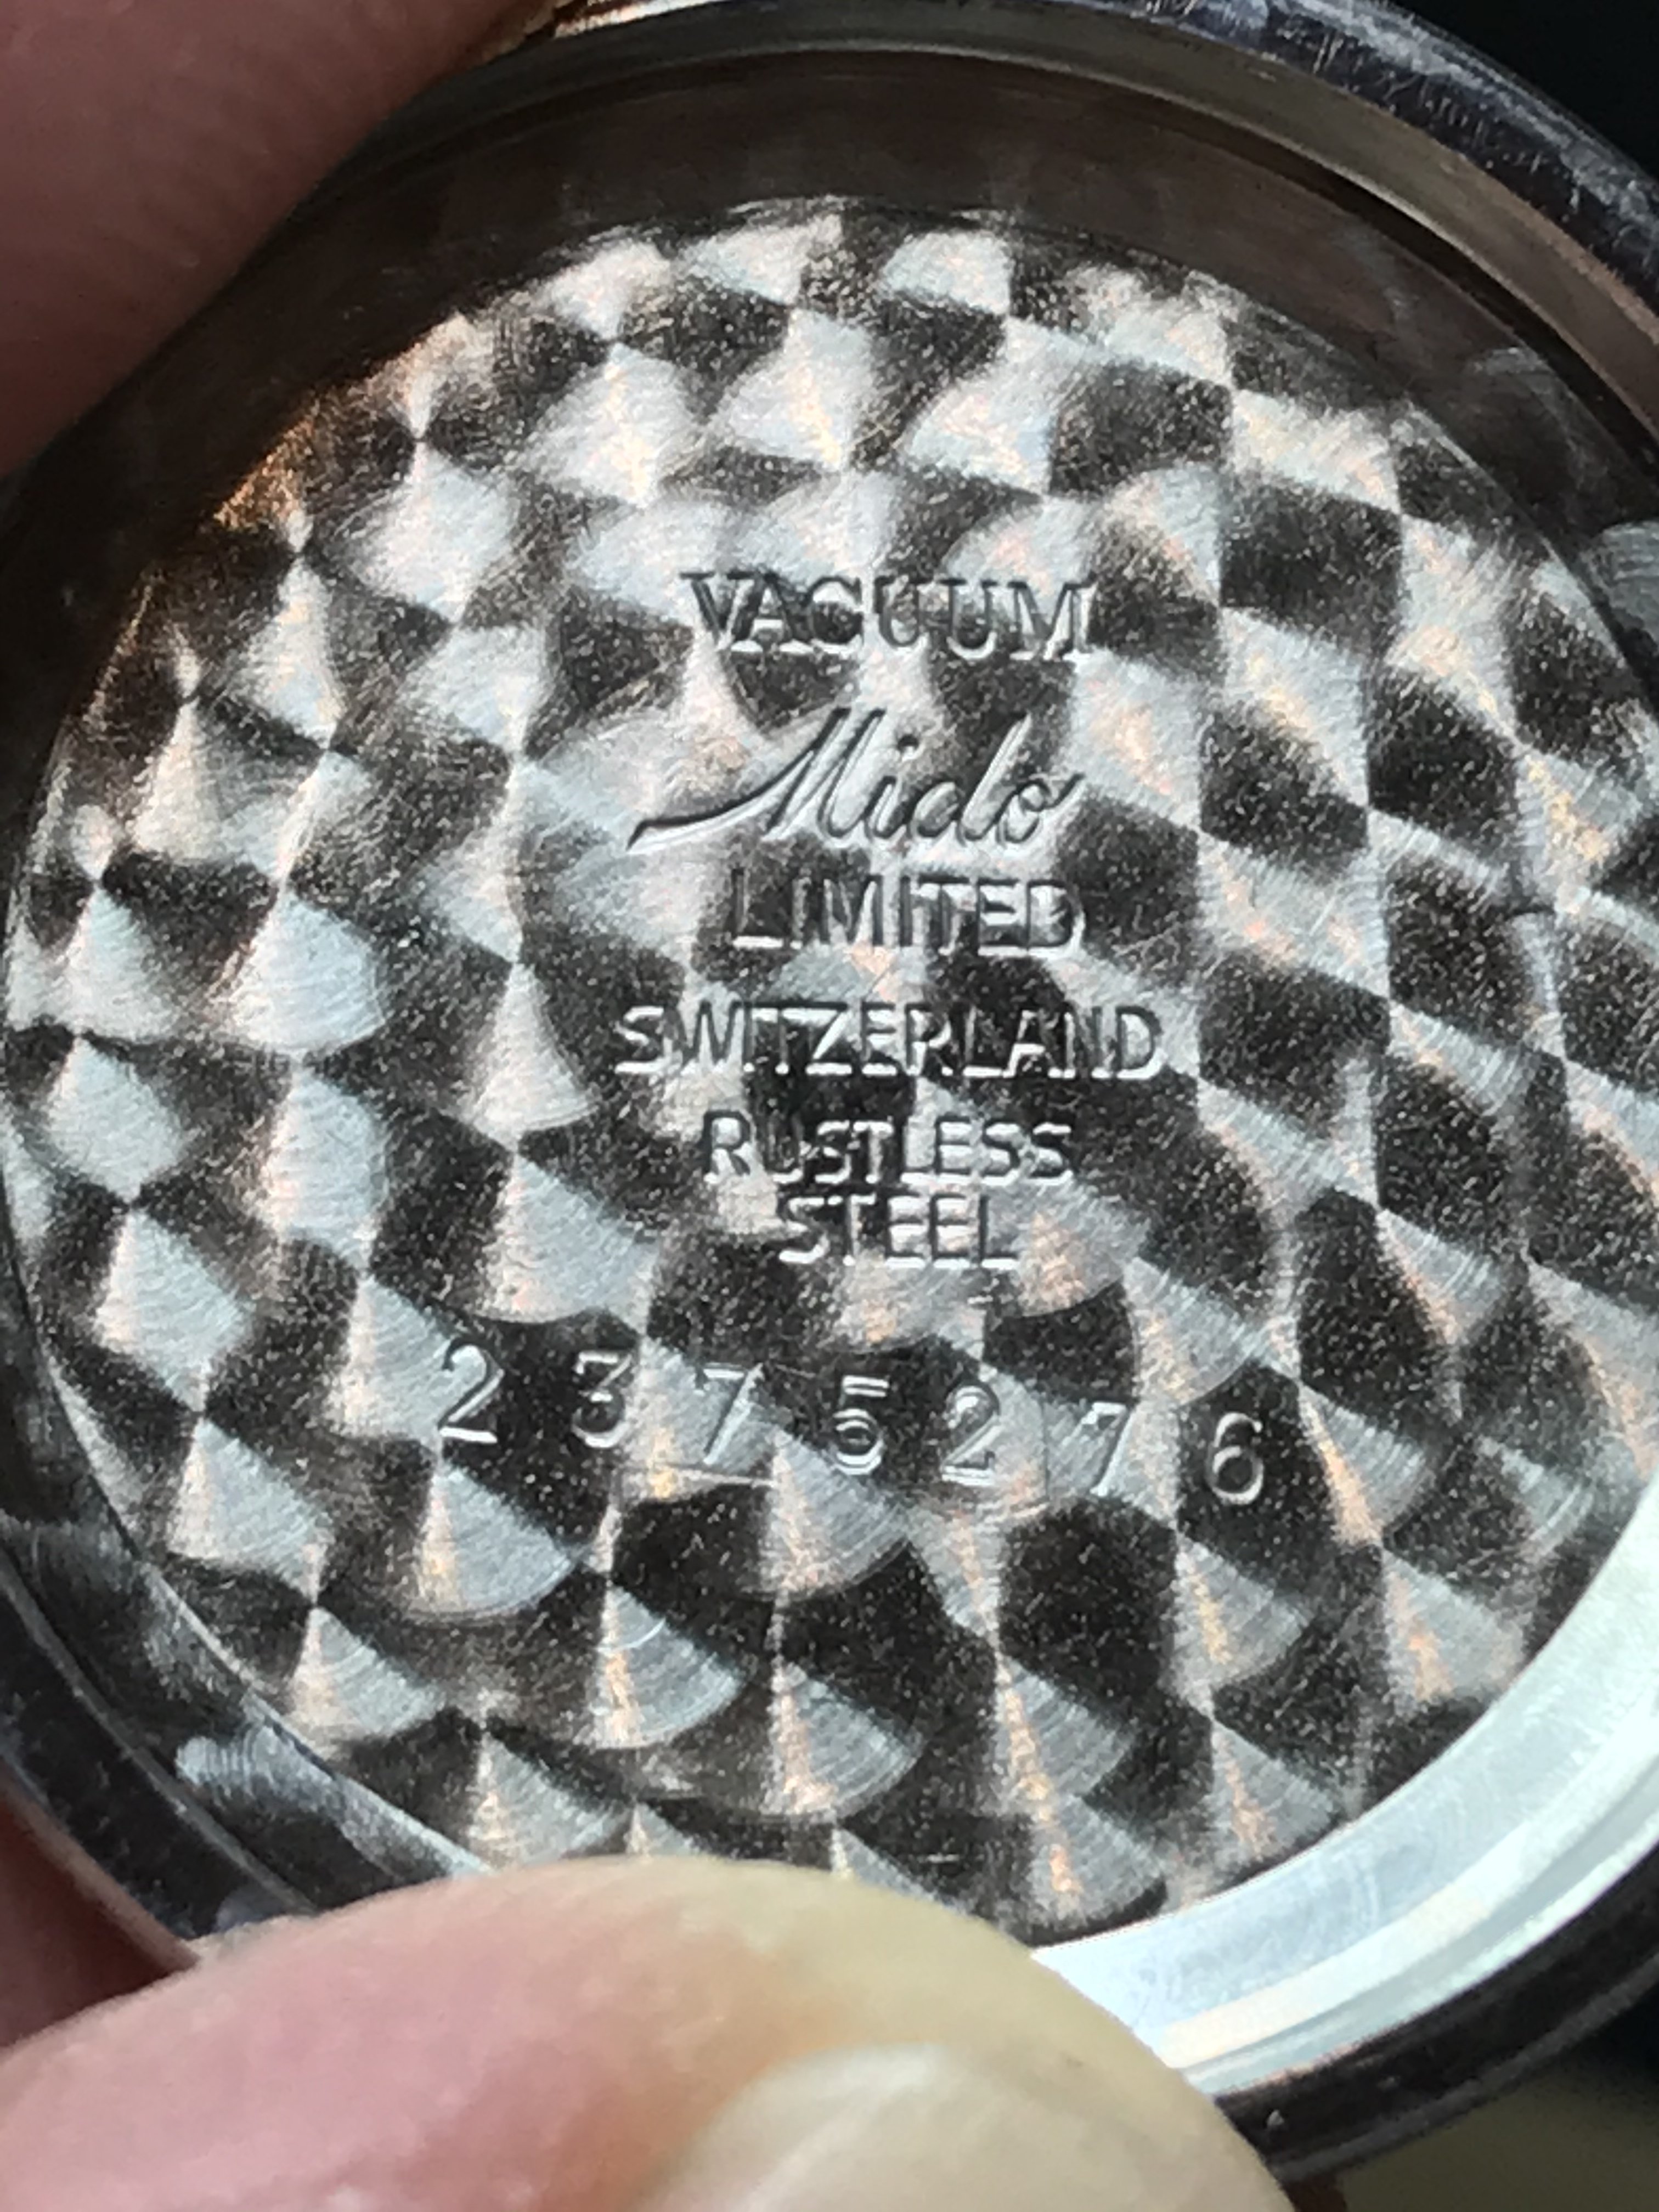 VACUUM
Mido
LIMITED
SWITZERLAND
RUSTLESS
STEEL
2375276